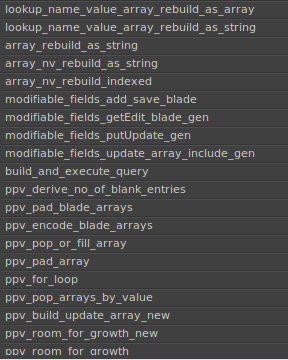 lookup_name_value_array_rebuild_as_array
lookup_name_value_array_rebuild_as_string
array_rebuild_as_string
array_nv_rebuild_as_string
array_nv_rebuild_indexed
modifiable_fields_add_save_blade
modifiable_fields_getEdit_blade_gen
modifiable_fields_putUpdate_gen
modifiable_fields_update_array_include_gen
build_and_execute_query
ppv_derive_no_of_blank_entries
ppv_pad_blade_arrays
ppv_encode_blade_arrays
ppv_pop_or_fill_array
ppv_pad_array
ppv_for_loop
ppv_pop_arrays_by_value
ppv_build_update_array_new
ppv_room_for_growth_new
ppv_room_for_growth